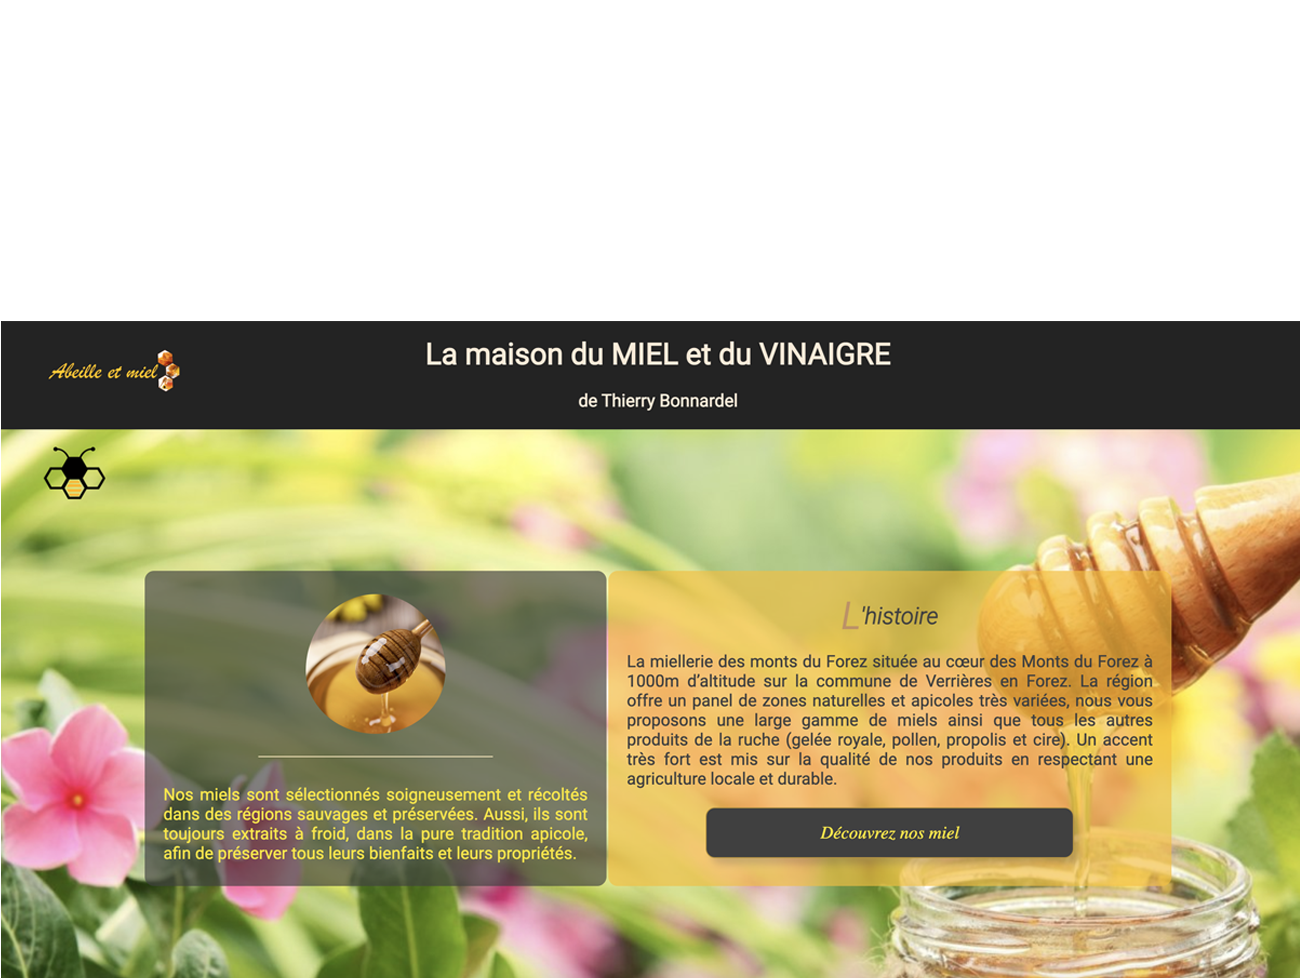 Abeille et miel
La maison du MIEL et du VINAIGRE
de Thierry Bonnardel
Nos miels sont sélectionnés soigneusement et récoltés
dans des régions sauvages et préservées. Aussi, ils sont
toujours extraits à froid, dans la pure tradition apicole,
afin de préserver tous leurs bienfaits et leurs propriétés.
L'histoire
La miellerie des monts du Forez située au cœur des Monts du Forez à
1000m d’altitude sur la commune de Verrières en Forez. La région
offre un panel de zones naturelles et apicoles très variées, nous vous
proposons une large gamme de miels ainsi que tous les autres
produits de la ruche (gelée royale, pollen, propolis et cire). Un accent
très fort est mis sur la qualité de nos produits en respectant une
agriculture locale et durable.
Découvrez nos miel